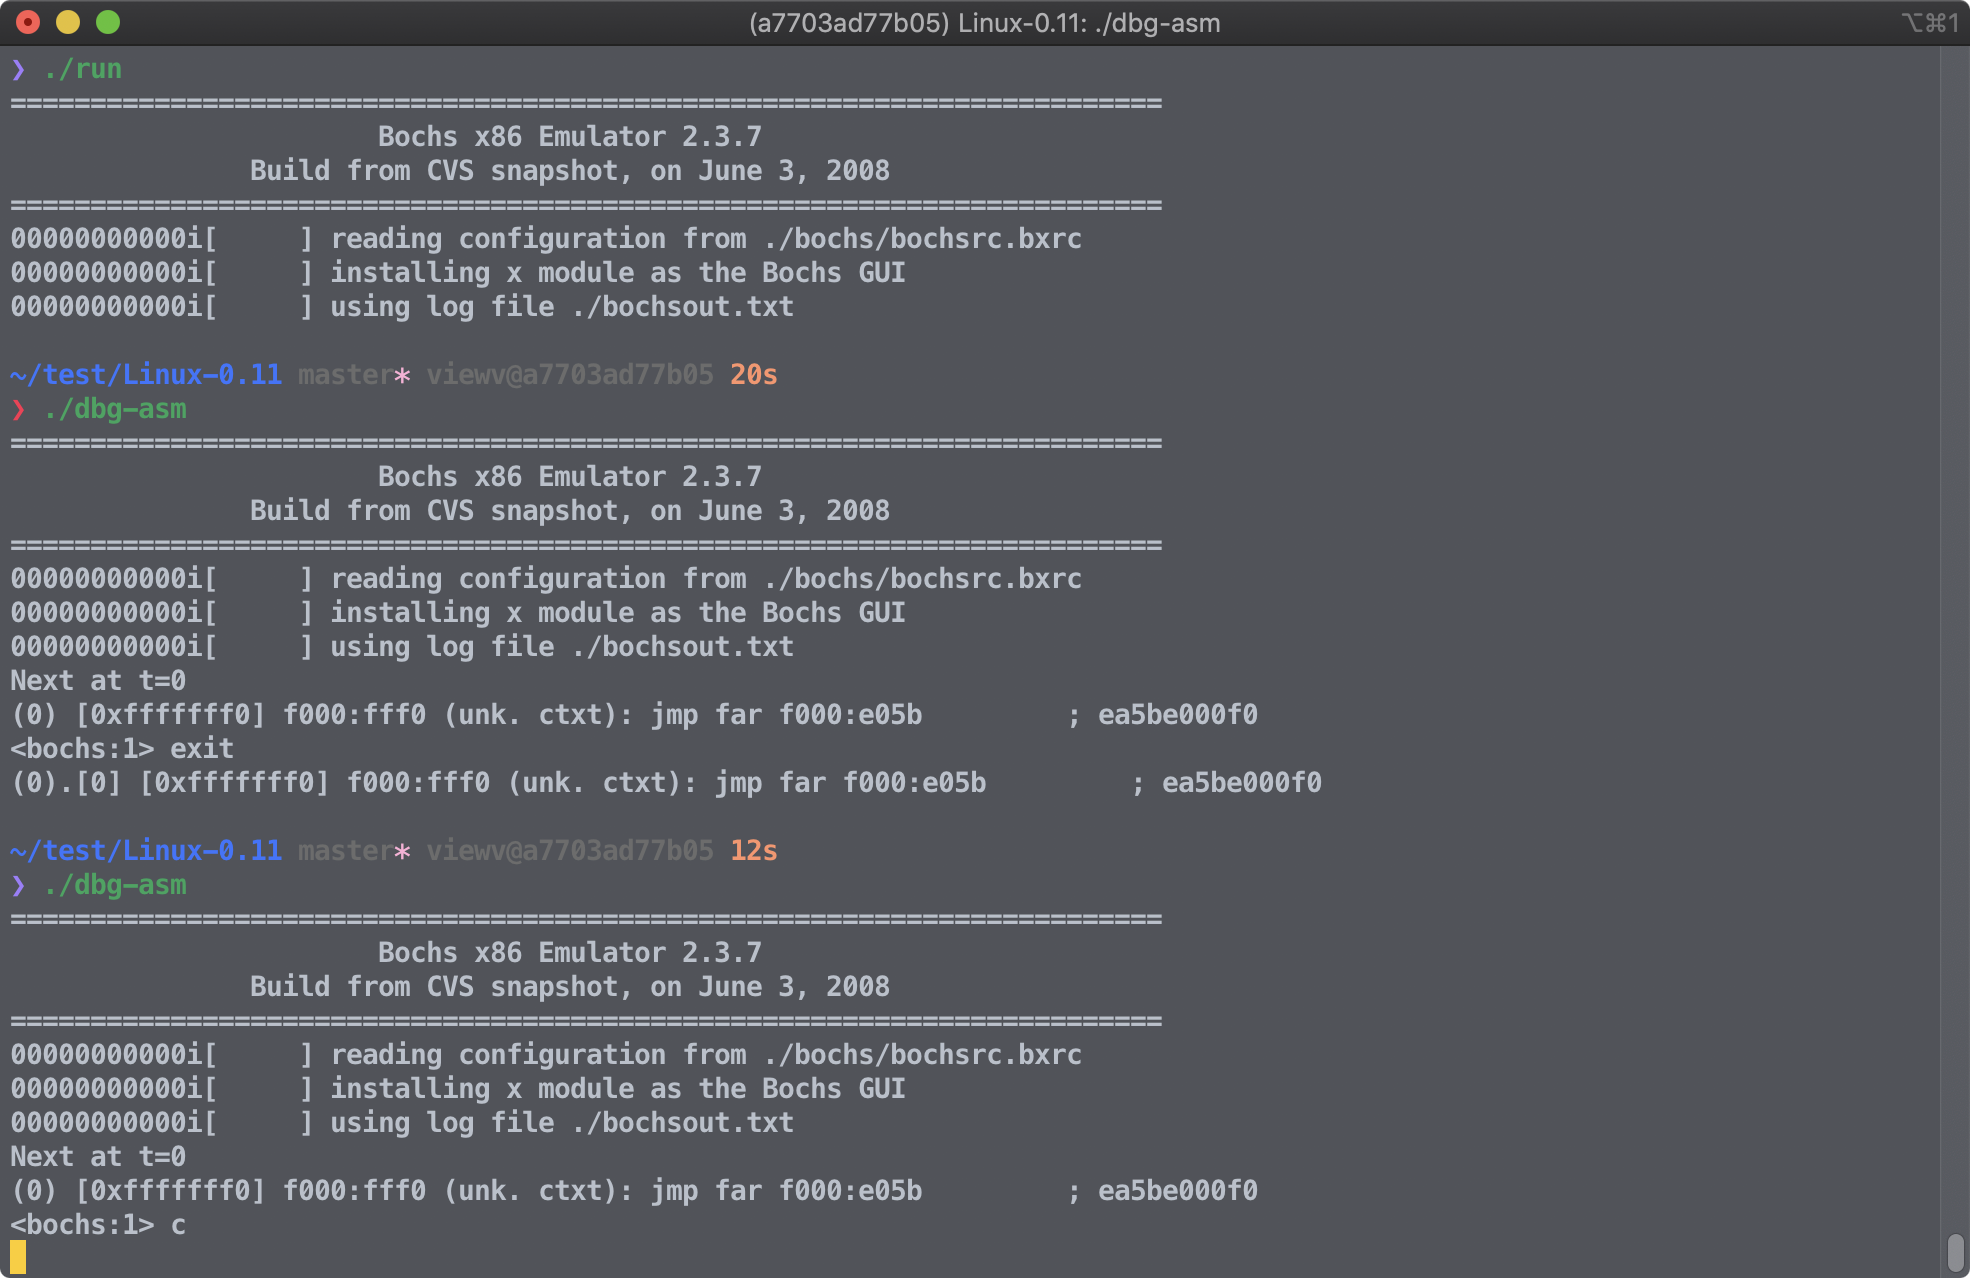 (a7703ad77b05) Linux-0.11: ./dbg-asm ⌥⌘1
❯ ./run
========================================================================
                       Bochs x86 Emulator 2.3.7
               Build from CVS snapshot, on June 3, 2008
========================================================================
00000000000i[     ] reading configuration from ./bochs/bochsrc.bxrc
00000000000i[     ] installing x module as the Bochs GUI
00000000000i[     ] using log file ./bochsout.txt
~/test/Linux-0.11 master* viewv@a7703ad77b05 20s
❯ ./dbg-asm
========================================================================
                       Bochs x86 Emulator 2.3.7
               Build from CVS snapshot, on June 3, 2008
========================================================================
00000000000i[     ] reading configuration from ./bochs/bochsrc.bxrc
00000000000i[     ] installing x module as the Bochs GUI
00000000000i[     ] using log file ./bochsout.txt
Next at t=0
(0) [0xfffffff0] f000:fff0 (unk. ctxt): jmp far f000:e05b         ; ea5be000f0
<bochs:1> exit
(0).[0] [0xfffffff0] f000:fff0 (unk. ctxt): jmp far f000:e05b         ; ea5be000f0
~/test/Linux-0.11 master* viewv@a7703ad77b05 12s
❯ ./dbg-asm
========================================================================
                       Bochs x86 Emulator 2.3.7
               Build from CVS snapshot, on June 3, 2008
========================================================================
00000000000i[     ] reading configuration from ./bochs/bochsrc.bxrc
00000000000i[     ] installing x module as the Bochs GUI
00000000000i[     ] using log file ./bochsout.txt
Next at t=0
(0) [0xfffffff0] f000:fff0 (unk. ctxt): jmp far f000:e05b         ; ea5be000f0
<bochs:1> c